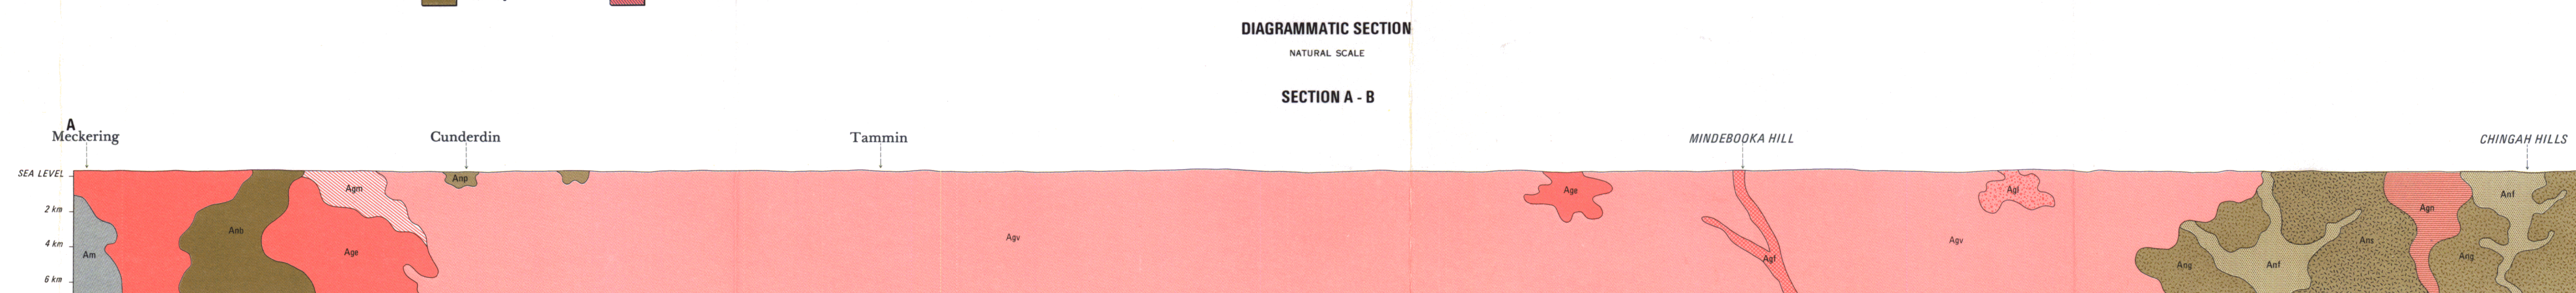 DIAGRAMMATIC SECTION
NATURAL SCALE
SECTION A - B
A
Meckering
Cunderdin
Tammin
MINDEBOOKA HILL
CHINGAH HILLS
SEA LEVEL
2 km
4 km
6 km
Am
Anb
Agm
Age
Anp
Agv
Age
Agf
Agv
Agl
Ang
Anf
Ans
Agn
Ang
Anf